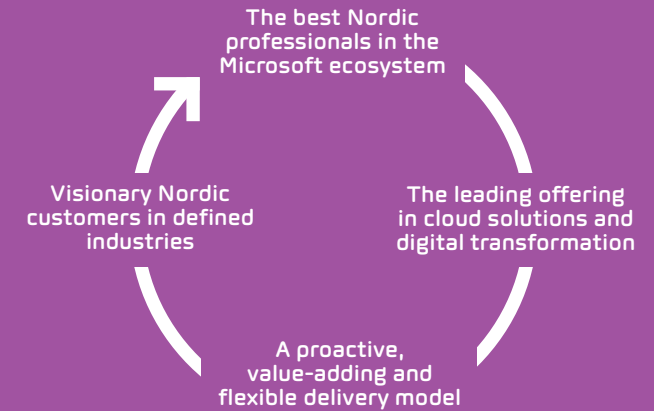 The best Nordic
professionals in the
Microsoft ecosystem
Visionary Nordic
customers in defined
industries
The leading offering
in cloud solutions and
digital transformation
A proactive,
value-adding and
flexible delivery model